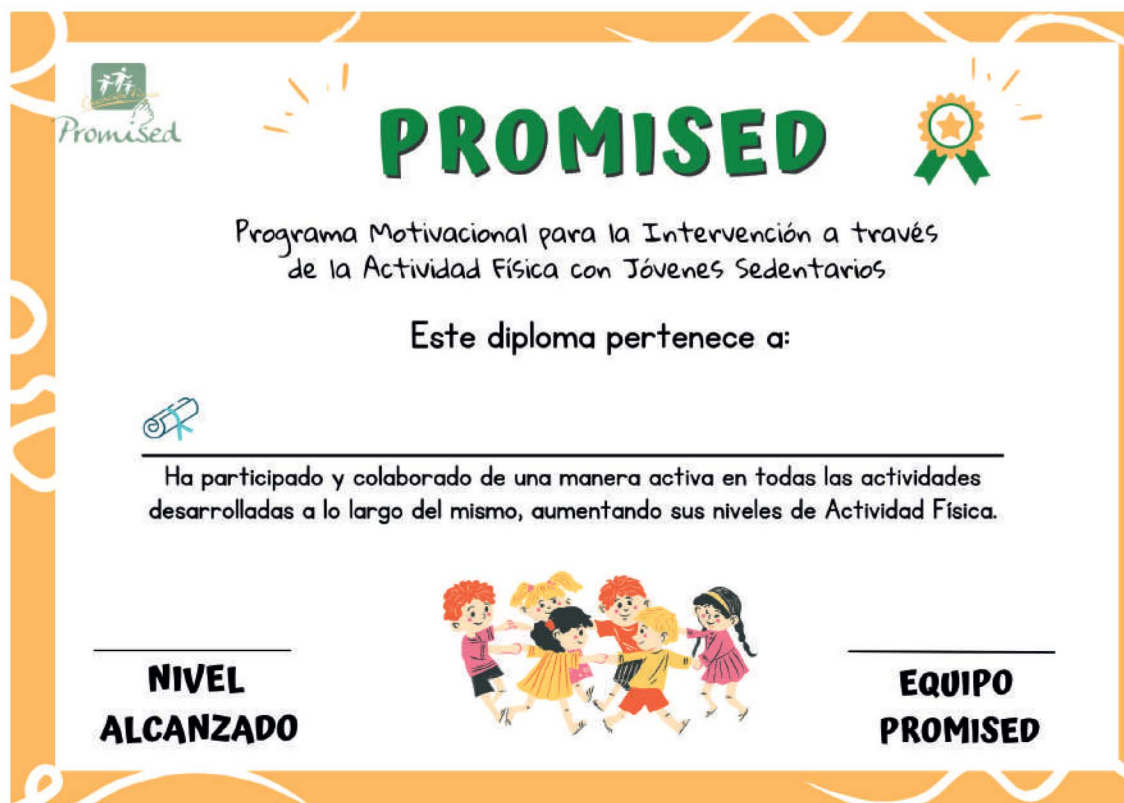 Promised
PROMISED
Programa Motivacional para la Intervención a través
de la Actividad Física con Jóvenes Sedentarios
Este diploma pertenece a:
Ha participado y colaborado de una manera activa en todas las actividades
desarrolladas a lo largo del mismo, aumentando sus niveles de Actividad Física.
NIVEL
ALCANZADO
EQUIPO
PROMISED